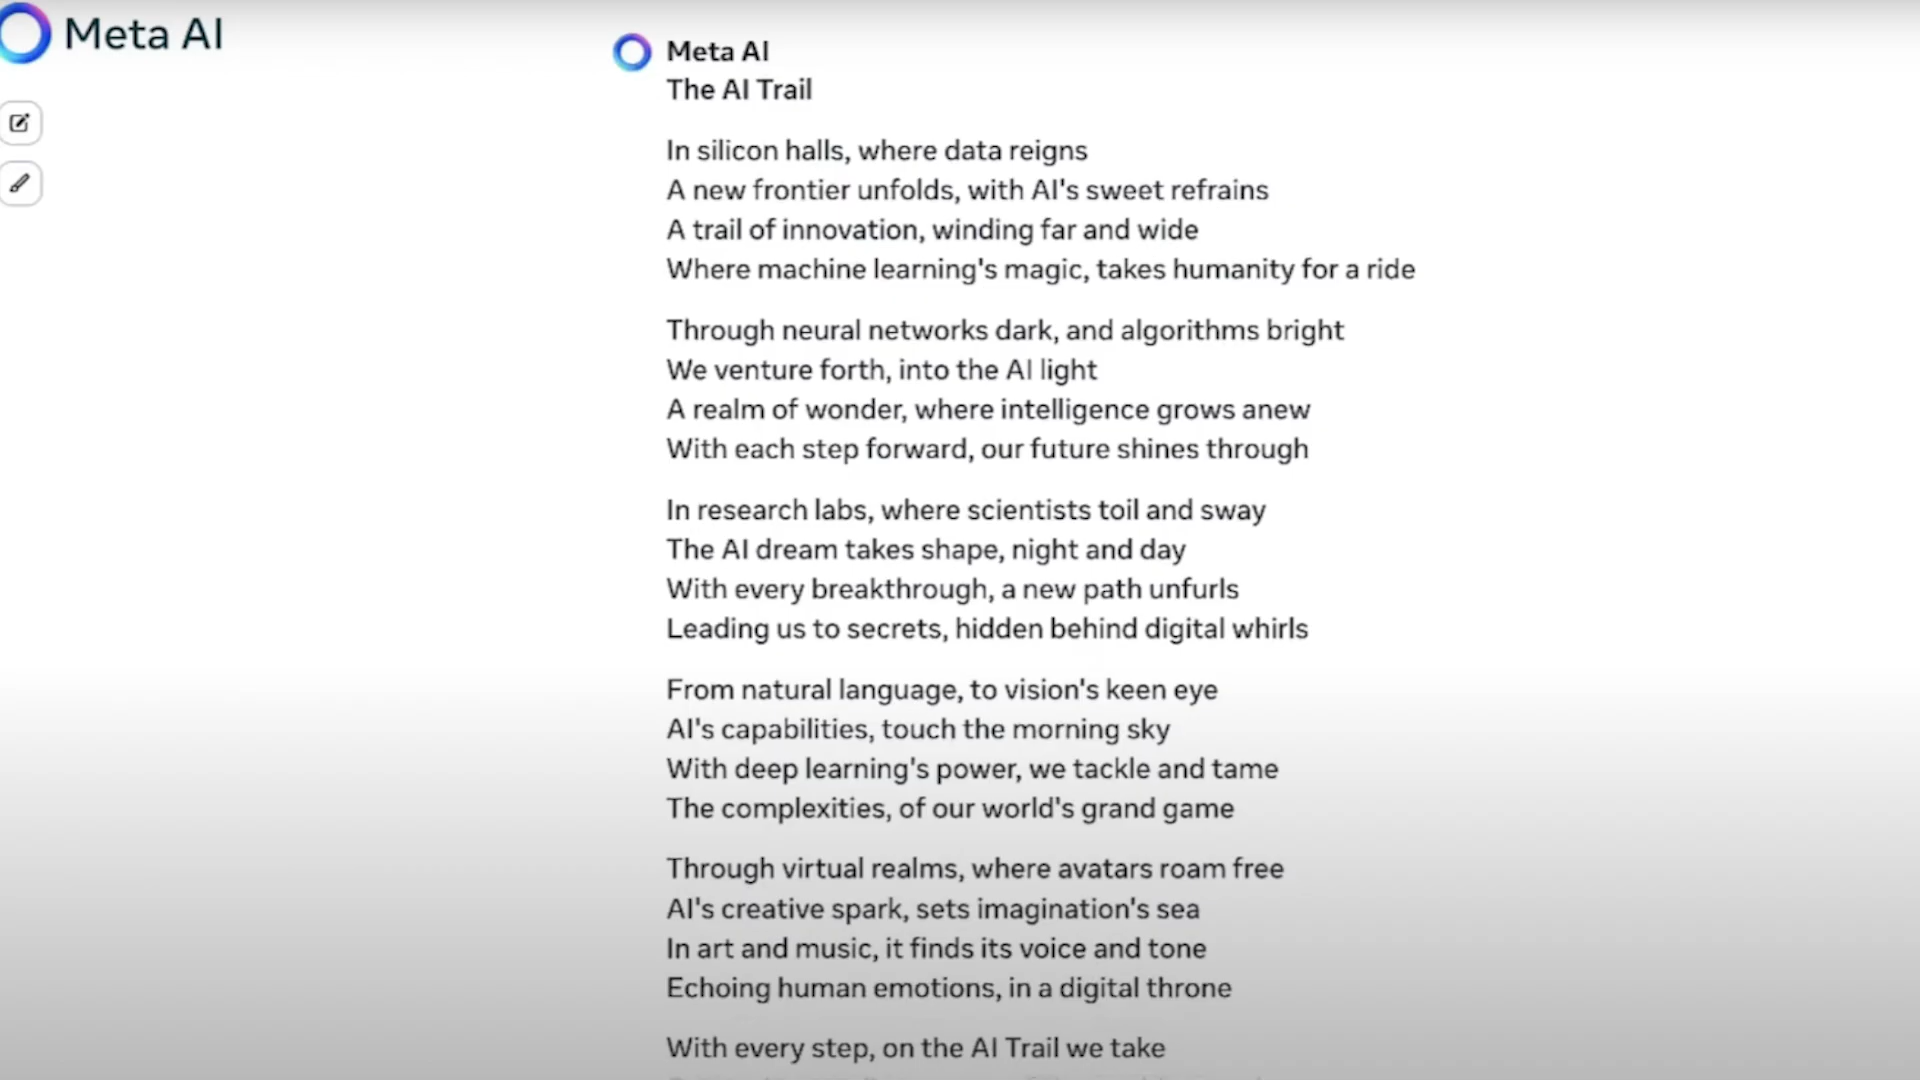 Meta AI
Meta AI
The AI Trail
In silicon halls, where data reigns
A new frontier unfolds, with AI's sweet refrains
A trail of innovation, winding far and wide
Where machine learning's magic, takes humanity for a ride
Through neural networks dark, and algorithms bright
We venture forth, into the AI light
A realm of wonder, where intelligence grows anew
With each step forward, our future shines through
In research labs, where scientists toil and sway
The AI dream takes shape, night and day
With every breakthrough, a new path unfurls
Leading us to secrets, hidden behind digital whirls
From natural language, to vision's keen eye
AI's capabilities, touch the morning sky
With deep learning's power, we tackle and tame
The complexities, of our world's grand game
Through virtual realms, where avatars roam free
AI's creative spark, sets imagination's sea
In art and music, it finds its voice and tone
Echoing human emotions, in a digital throne
With every step, on the AI Trail we take